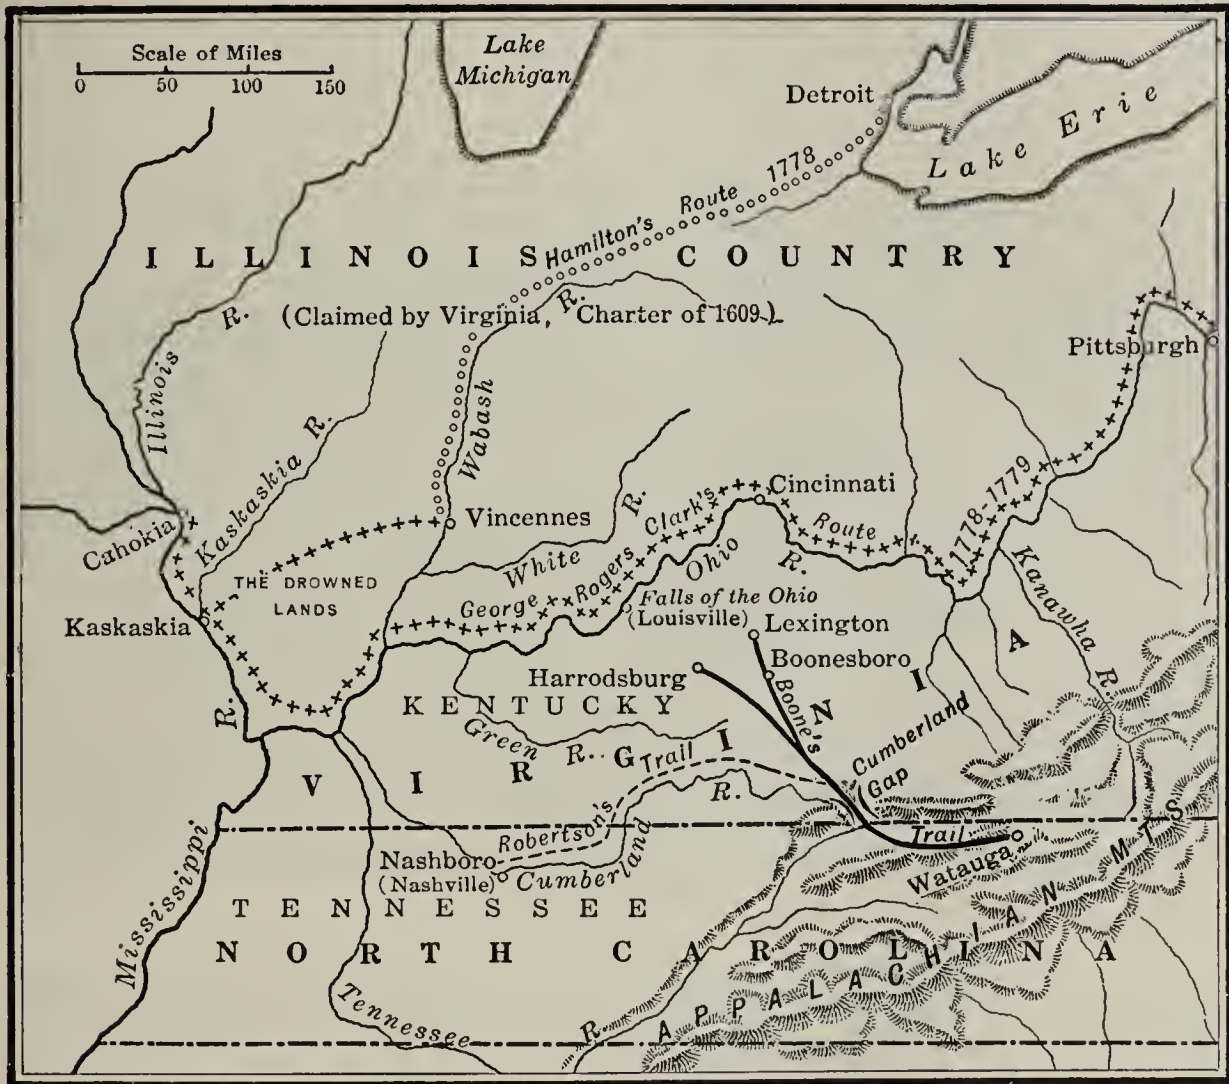 Scale of Miles
0 50 100 150
Lake
Michigan
Detroit
Lake Erie
Hamilton's Route 1778
ILLINOIS COUNTRY
(Claimed by Virginia, Charter of 1609)
Illinois R.
Kaskaskia R.
Wabash R.
Pittsburgh
Cahokia
Vincennes
Cincinnati
George Rogers Clark's Route 1778-1779
White R.
Ohio R.
THE DROWNED
LANDS
Kaskaskia
Falls of the Ohio
(Louisville)
Lexington
Boonesboro
Harrodsburg
Kanawha R.
KENTUCKY
Green R.
VIRGINIA
Boone's Trail
Cumberland
Gap
Robertson's Trail
Nashboro
(Nashville)
Cumberland R.
Watauga
TENNESSEE
NORTH CAROLINA
Mississippi R.
Tennessee R.
APPALACHIAN MTS